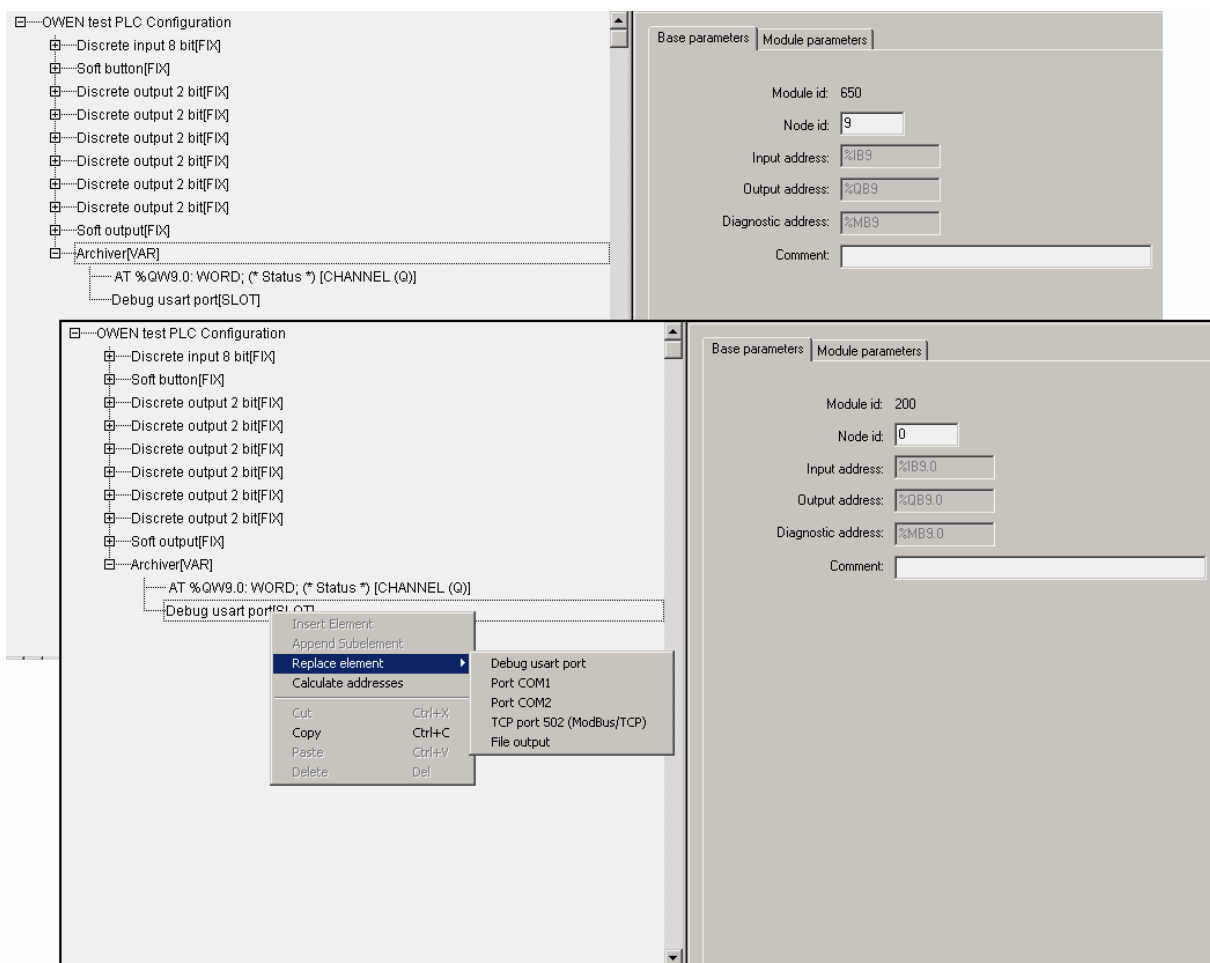 OWEN test PLC Configuration
Discrete input 8 bit[FIX]
Soft button[FIX]
Discrete output 2 bit[FIX]
Discrete output 2 bit[FIX]
Discrete output 2 bit[FIX]
Discrete output 2 bit[FIX]
Discrete output 2 bit[FIX]
Discrete output 2 bit[FIX]
Soft output[FIX]
Archiver[VAR]
AT %QW9.0: WORD; (* Status *) [CHANNEL (Q)]
Debug usart port[SLOT]
Base parameters Module parameters
Module id: 650
Node id: 9
Input address: %IB9
Output address: %QB9
Diagnostic address: %MB9
Comment:
OWEN test PLC Configuration
Discrete input 8 bit[FIX]
Soft button[FIX]
Discrete output 2 bit[FIX]
Discrete output 2 bit[FIX]
Discrete output 2 bit[FIX]
Discrete output 2 bit[FIX]
Discrete output 2 bit[FIX]
Discrete output 2 bit[FIX]
Soft output[FIX]
Archiver[VAR]
AT %QW9.0: WORD; (* Status *) [CHANNEL (Q)]
Debug usart port[SLOT]
Insert Element
Append Subelement
Replace element
Calculate addresses
Cut Ctrl+X
Copy Ctrl+C
Paste Ctrl+V
Delete Del
Debug usart port
Port COM1
Port COM2
TCP port 502 (ModBus/TCP)
File output
Base parameters Module parameters
Module id: 200
Node id: 0
Input address: %IB9.0
Output address: %QB9.0
Diagnostic address: %MB9.0
Comment: